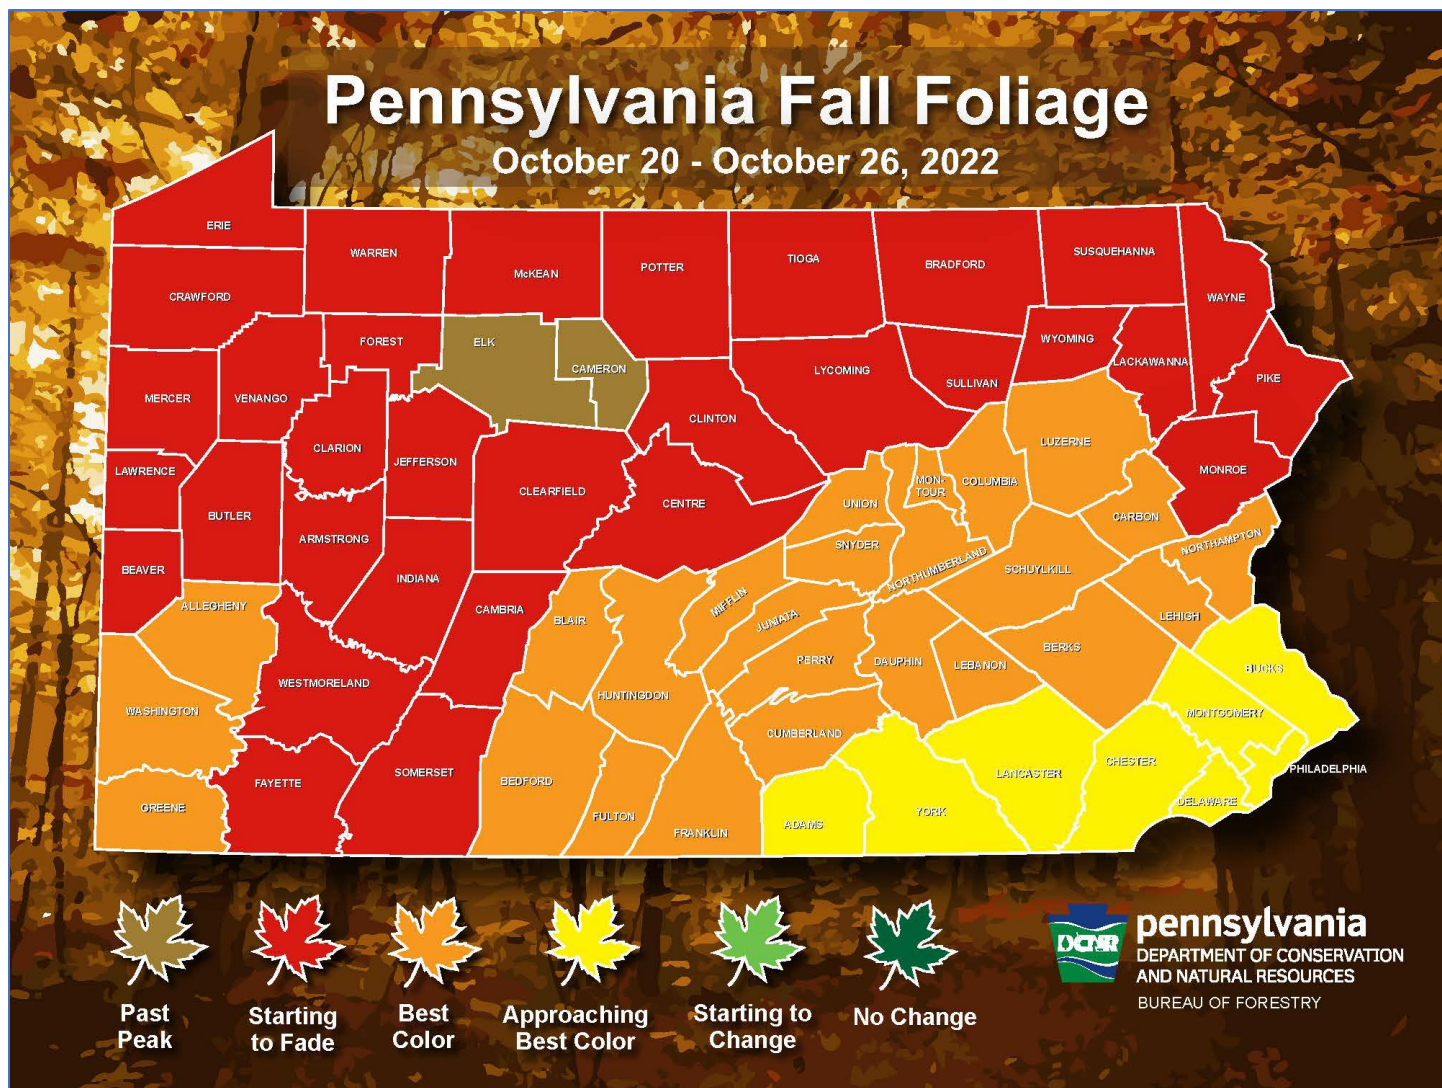 Pennsylvania Fall Foliage
October 20 - October 26, 2022
ERIE
WARREN
McKEAN
POTTER
TIOGA
BRADFORD
SUSQUEHANNA
WAYNE
CRAWFORD
FOREST
ELK
CAMERON
WYOMING
LACKAWANNA
PIKE
MERCER
VENANGO
CLINTON
LYCOMING
SULLIVAN
CLARION
JEFFERSON
LUZERNE
MONROE
LAWRENCE
BUTLER
CLEARFIELD
CENTRE
UNION
MON-
TOUR
COLUMBIA
CARBON
ARMSTRONG
SNYDER
NORTHUMBERLAND
SCHUYLKILL
NORTHAMPTON
BEAVER
INDIANA
ALLEGHENY
CAMBRIA
BLAIR
MIFFLIN
JUNIATA
LEHIGH
PERRY
DAUPHIN
LEBANON
BERKS
BUCKS
WESTMORELAND
HUNTINGDON
WASHINGTON
CUMBERLAND
MONTGOMERY
FAYETTE
SOMERSET
BEDFORD
LANCASTER
CHESTER
PHILADELPHIA
GREENE
FULTON
FRANKLIN
ADAMS
YORK
DELAWARE
Past
Peak
Starting
to Fade
Best
Color
Approaching
Best Color
Starting to
Change
No Change
DCNR
pennsylvania
DEPARTMENT OF CONSERVATION
AND NATURAL RESOURCES
BUREAU OF FORESTRY